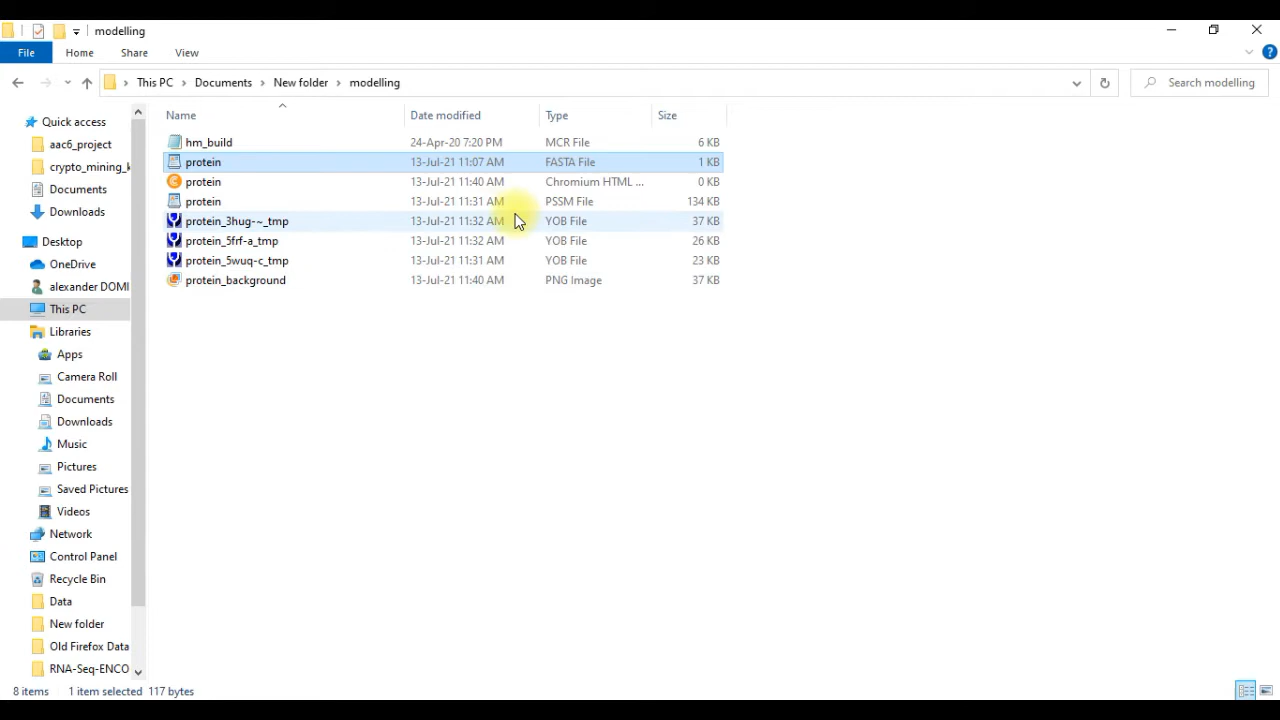 modelling
File Home Share View
This PC Documents New folder modelling Search modelling
Name Date modified Type Size
hm_build 24-Apr-20 7:20 PM MCR File 6 KB
protein 13-Jul-21 11:07 AM FASTA File 1 KB
protein 13-Jul-21 11:40 AM Chromium HTML ... 0 KB
protein 13-Jul-21 11:31 AM PSSM File 134 KB
protein_3hug-~_tmp 13-Jul-21 11:32 AM YOB File 37 KB
protein_5frf-a_tmp 13-Jul-21 11:32 AM YOB File 26 KB
protein_5wuq-c_tmp 13-Jul-21 11:31 AM YOB File 23 KB
protein_background 13-Jul-21 11:40 AM PNG Image 37 KB
Quick access
aac6_project
crypto_mining_k
Documents
Downloads
Desktop
OneDrive
alexander DOMI
This PC
Libraries
Apps
Camera Roll
Documents
Downloads
Music
Pictures
Saved Pictures
Videos
Network
Control Panel
Recycle Bin
Data
New folder
Old Firefox Data
RNA-Seq-ENCO
8 items 1 item selected 117 bytes